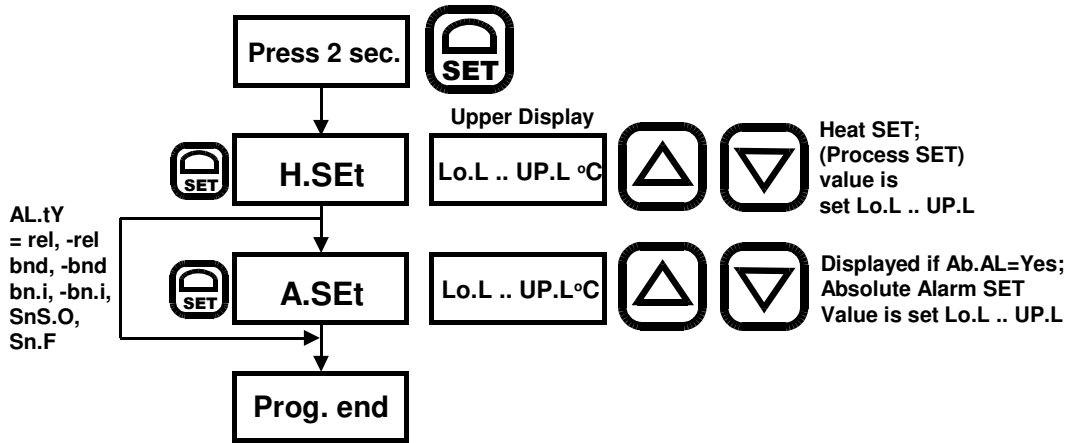 Press 2 sec.
SET
Upper Display
SET
H.SEt
Lo.L .. UP.L ºC
Heat SET;
(Process SET)
value is
set Lo.L .. UP.L
AL.tY
= rel, -rel
bnd, -bnd
bn.i, -bn.i,
SnS.O,
Sn.F
SET
A.SEt
Lo.L .. UP.LºC
Displayed if Ab.AL=Yes;
Absolute Alarm SET
Value is set Lo.L .. UP.L
Prog. end